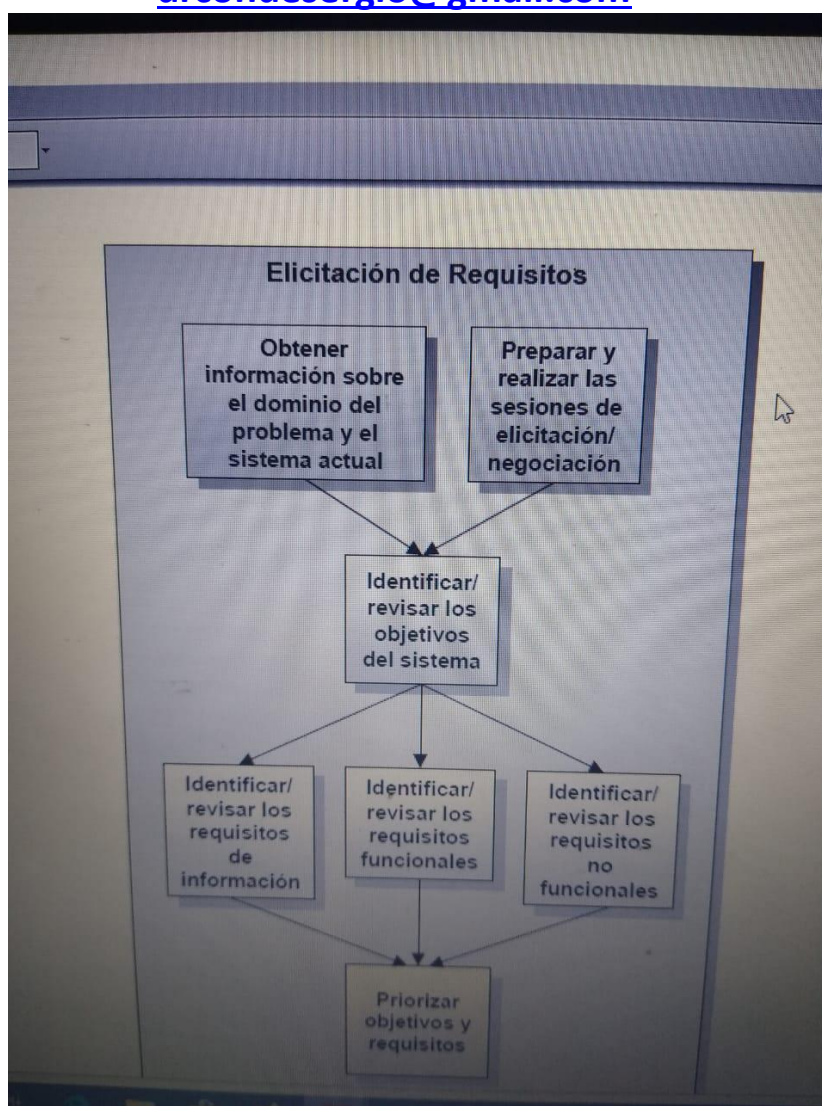 Elicitación de Requisitos
Obtener
información sobre
el dominio del
problema y el
sistema actual
Preparar y
realizar las
sesiones de
elicitación/
negociación
Identificar/
revisar los
objetivos
del sistema
Identificar/
revisar los
requisitos
de
información
Identificar/
revisar los
requisitos
funcionales
Identificar/
revisar los
requisitos
no
funcionales
Priorizar
objetivos y
requisitos